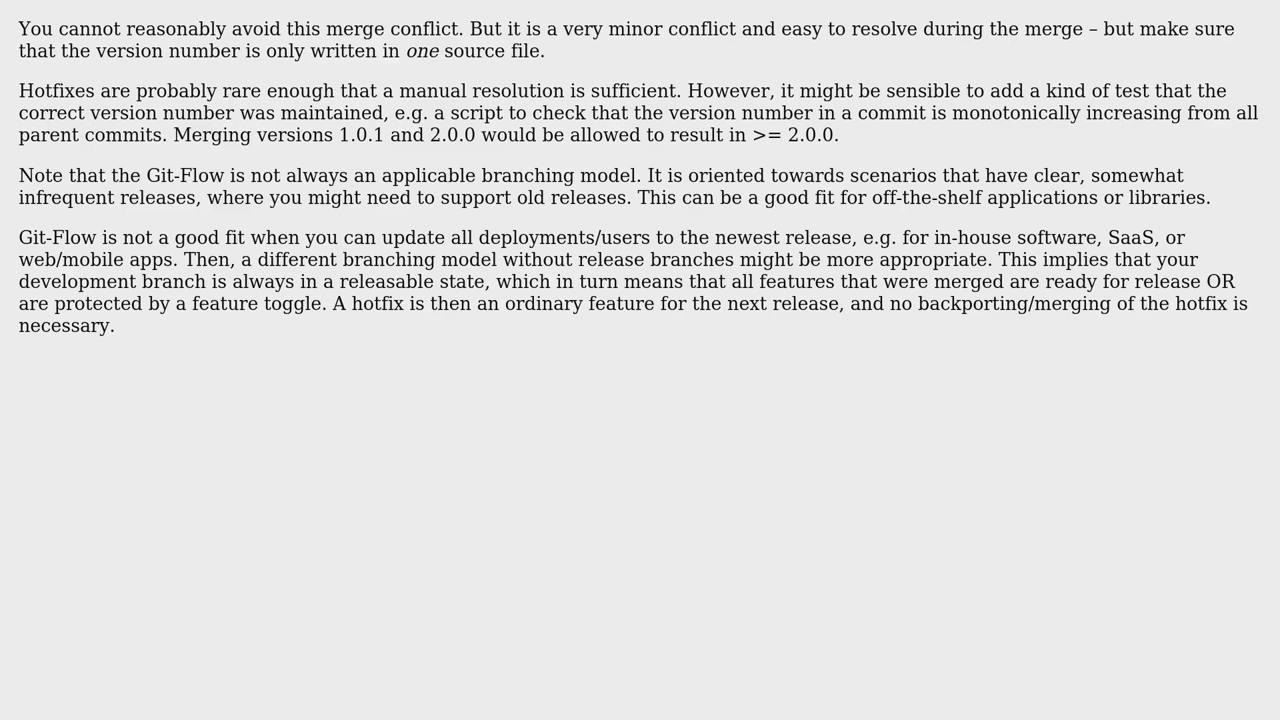 You cannot reasonably avoid this merge conflict. But it is a very minor conflict and easy to resolve during the merge – but make sure
that the version number is only written in one source file.
Hotfixes are probably rare enough that a manual resolution is sufficient. However, it might be sensible to add a kind of test that the
correct version number was maintained, e.g. a script to check that the version number in a commit is monotonically increasing from all
parent commits. Merging versions 1.0.1 and 2.0.0 would be allowed to result in >= 2.0.0.
Note that the Git-Flow is not always an applicable branching model. It is oriented towards scenarios that have clear, somewhat
infrequent releases, where you might need to support old releases. This can be a good fit for off-the-shelf applications or libraries.
Git-Flow is not a good fit when you can update all deployments/users to the newest release, e.g. for in-house software, SaaS, or
web/mobile apps. Then, a different branching model without release branches might be more appropriate. This implies that your
development branch is always in a releasable state, which in turn means that all features that were merged are ready for release OR
are protected by a feature toggle. A hotfix is then an ordinary feature for the next release, and no backporting/merging of the hotfix is
necessary.